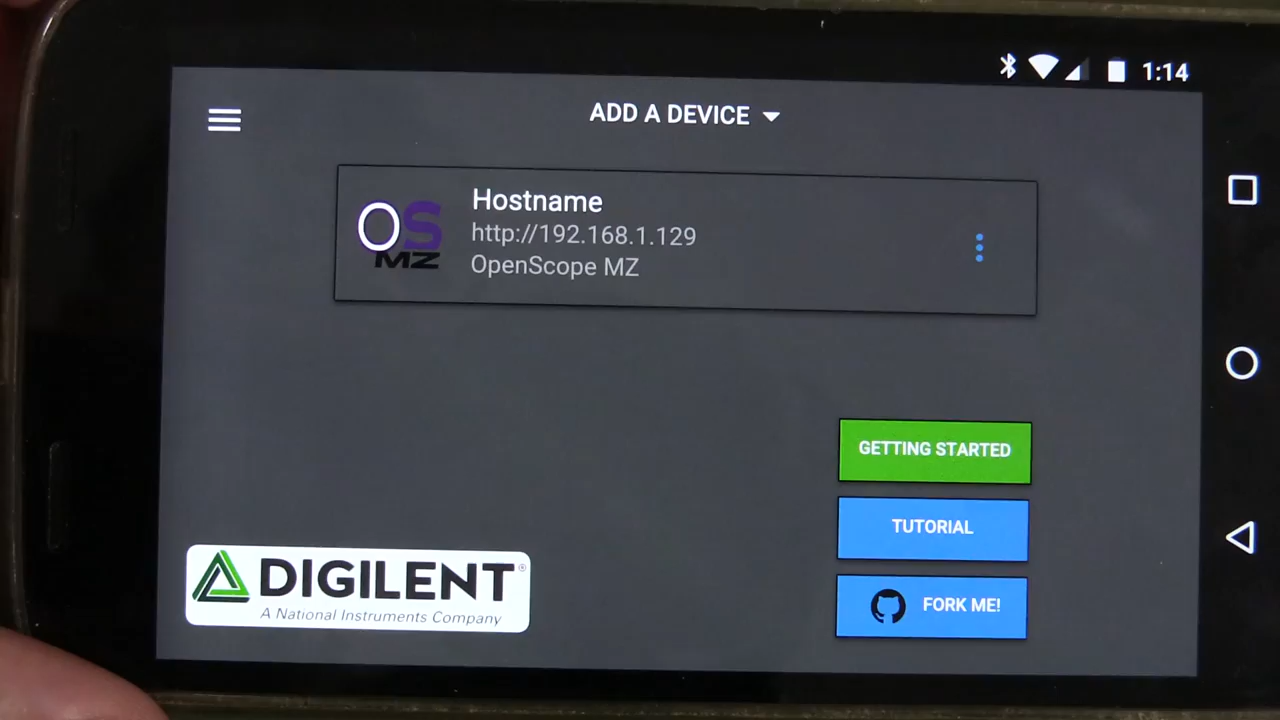 1:14
ADD A DEVICE
OS
MZ
Hostname
http://192.168.1.129
OpenScope MZ
GETTING STARTED
TUTORIAL
FORK ME!
DIGILENT®
A National Instruments Company